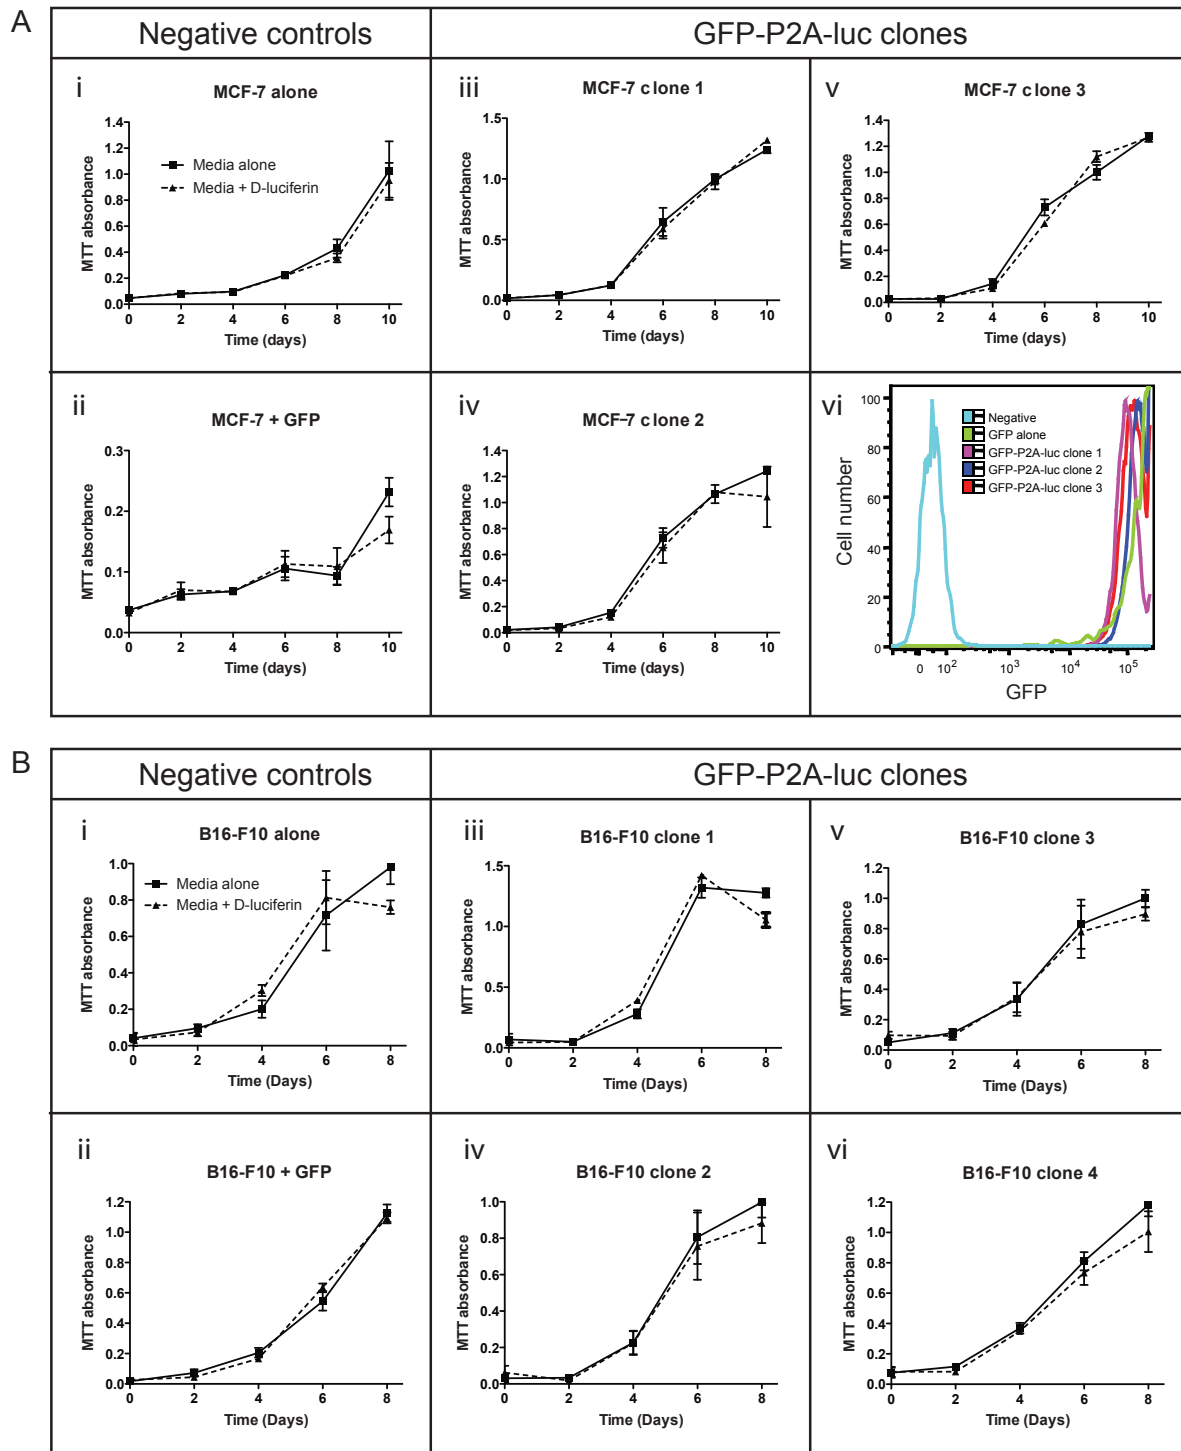 A
Negative controls
GFP-P2A-luc clones
i
MCF-7 alone
MTT absorbance
1.4
1.2
1.0
0.8
0.6
0.4
0.2
0.0
Media alone
Media + D-luciferin
0 2 4 6 8 10
Time (days)
iii
MCF-7 clone 1
MTT absorbance
1.5
1.0
0.5
0.0
0 2 4 6 8 10
Time (days)
v
MCF-7 clone 3
MTT absorbance
1.4
1.2
1.0
0.8
0.6
0.4
0.2
0.0
0 2 4 6 8 10
Time (days)
ii
MCF-7 + GFP
MTT absorbance
0.3
0.2
0.1
0.0
0 2 4 6 8 10
Time (days)
iv
MCF-7 clone 2
MTT absorbance
1.4
1.2
1.0
0.8
0.6
0.4
0.2
0.0
0 2 4 6 8 10
Time (days)
vi
Cell number
100
80
60
40
20
0
Negative
GFP alone
GFP-P2A-luc clone 1
GFP-P2A-luc clone 2
GFP-P2A-luc clone 3
0 10² 10³ 10⁴ 10⁵
GFP
B
Negative controls
GFP-P2A-luc clones
i
B16-F10 alone
MTT absorbance
1.0
0.8
0.6
0.4
0.2
0.0
Media alone
Media + D-luciferin
0 2 4 6 8
Time (Days)
iii
B16-F10 clone 1
MTT absorbance
1.5
1.0
0.5
0.0
0 2 4 6 8
Time (Days)
v
B16-F10 clone 3
MTT absorbance
1.2
1.0
0.8
0.6
0.4
0.2
0.0
0 2 4 6 8
Time (Days)
ii
B16-F10 + GFP
MTT absorbance
1.2
1.0
0.8
0.6
0.4
0.2
0.0
0 2 4 6 8
Time (Days)
iv
B16-F10 clone 2
MTT absorbance
1.0
0.8
0.6
0.4
0.2
0.0
0 2 4 6 8
Time (Days)
vi
B16-F10 clone 4
MTT absorbance
1.2
1.0
0.8
0.6
0.4
0.2
0.0
0 2 4 6 8
Time (Days)